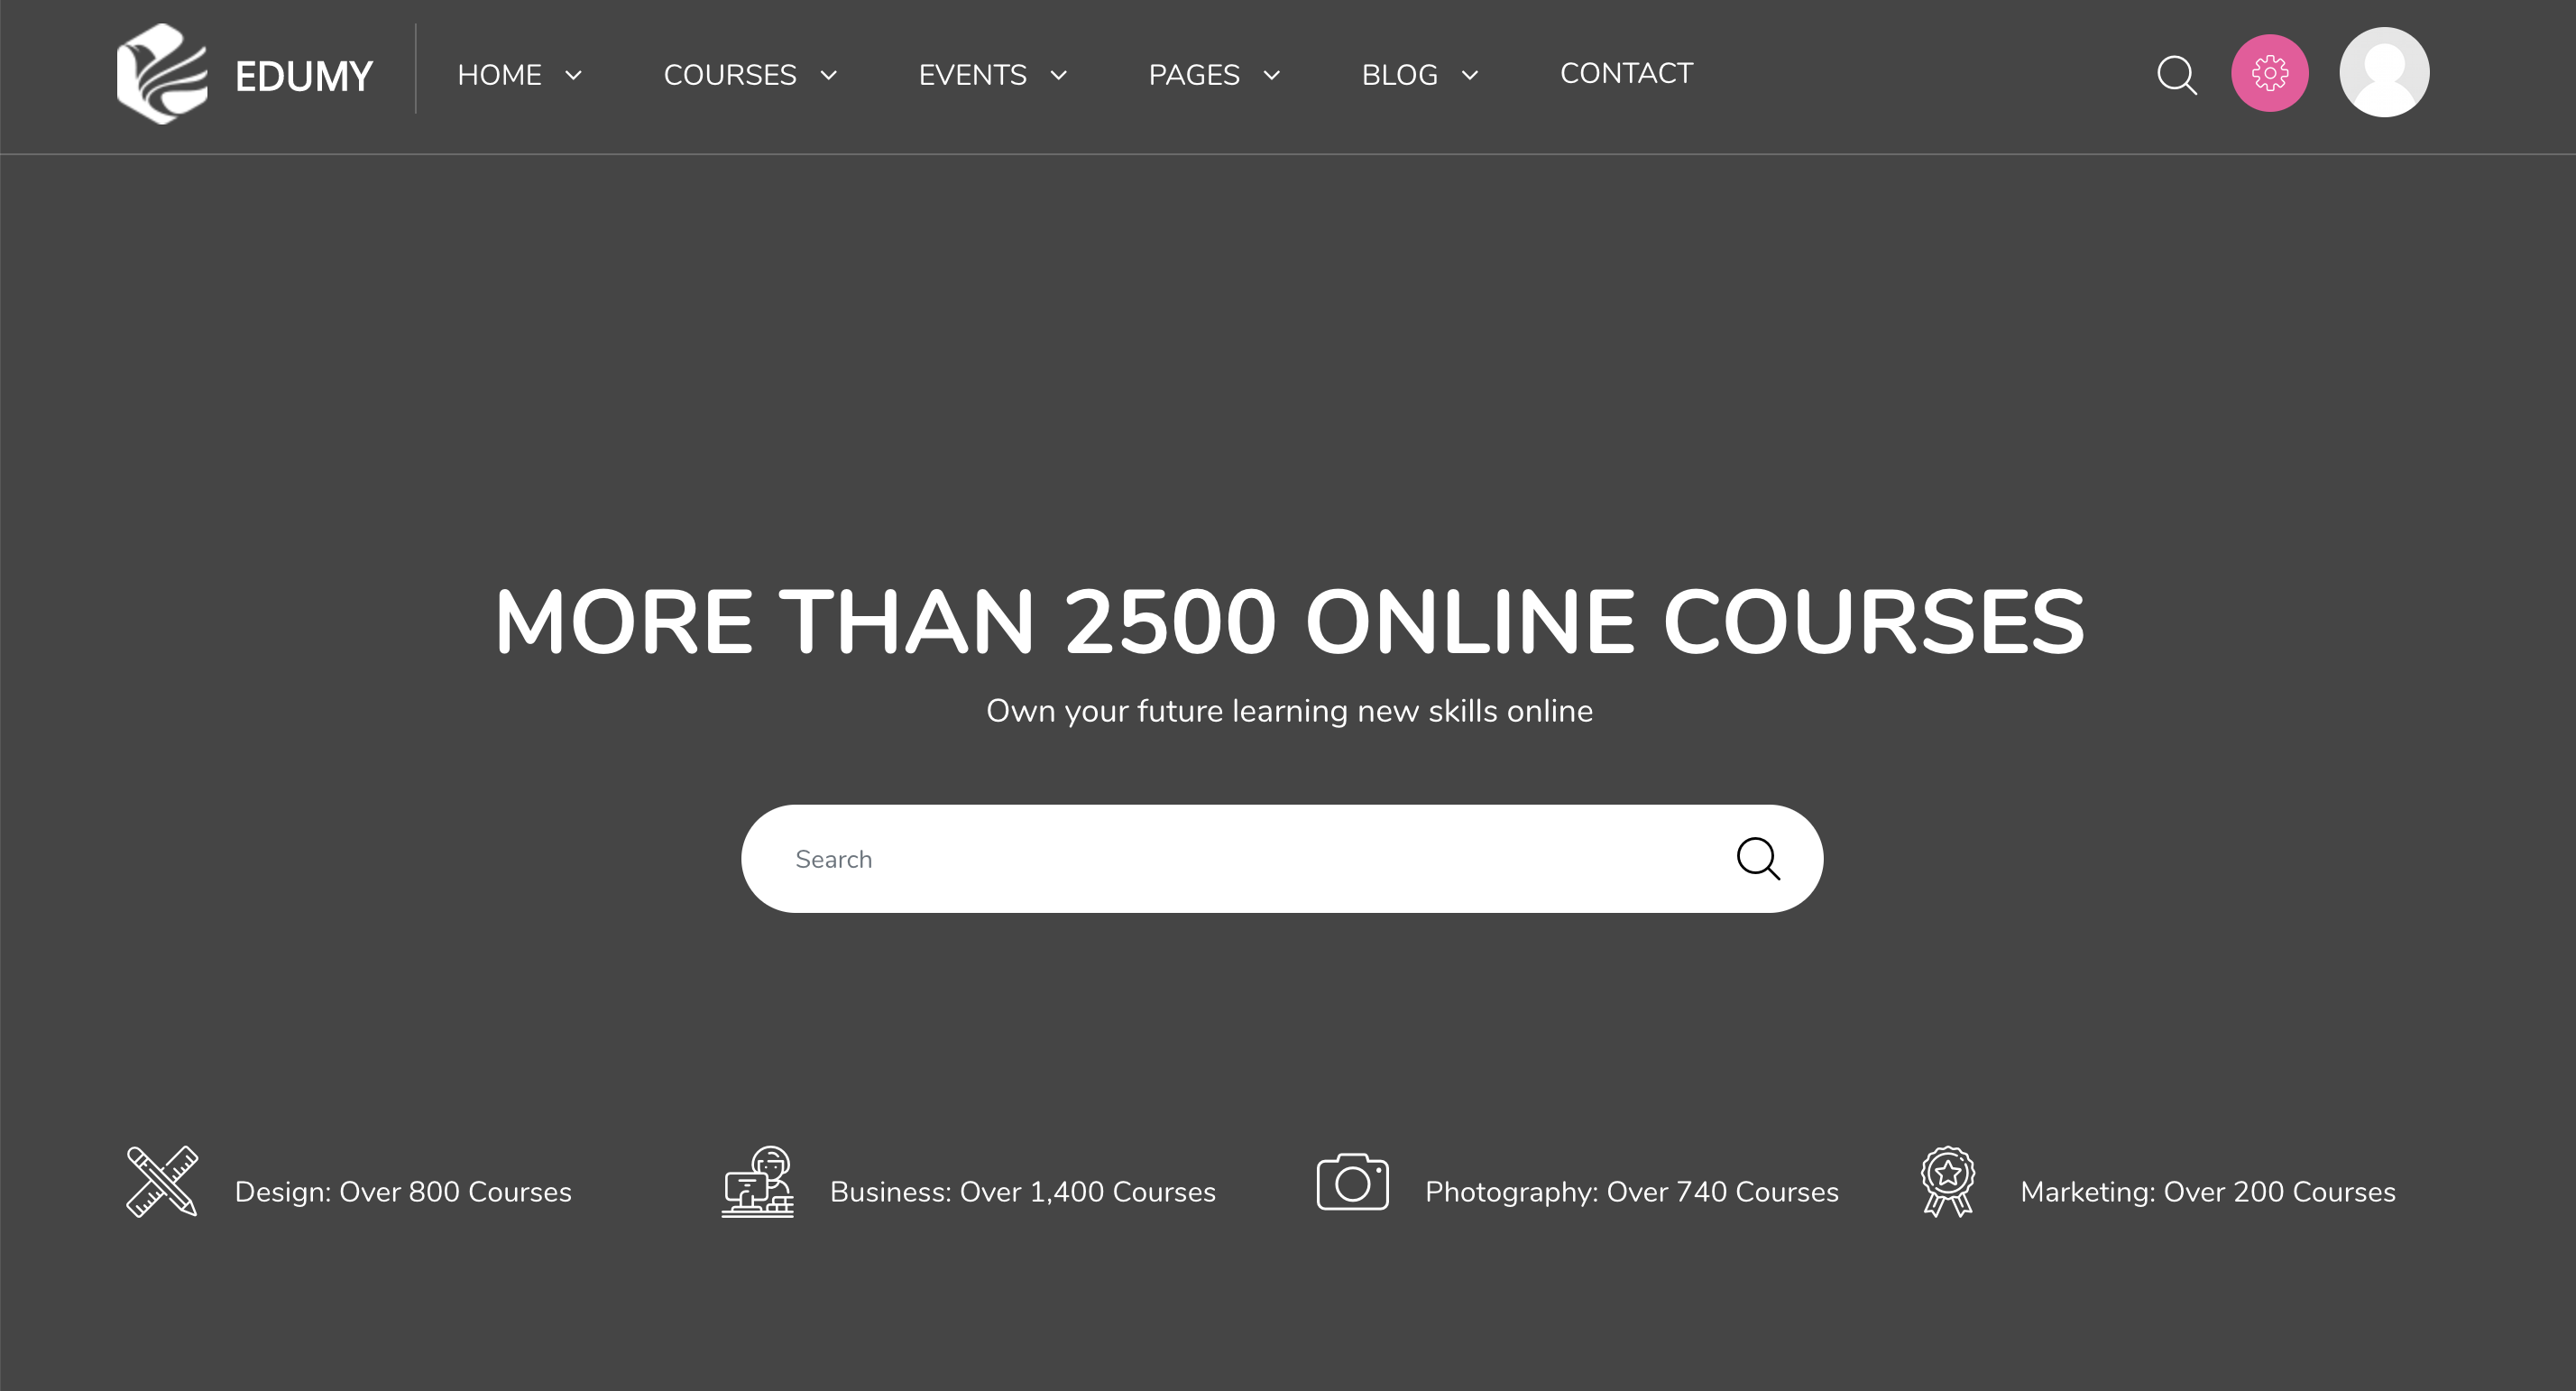 EDUMY
HOME
COURSES
EVENTS
PAGES
BLOG
CONTACT
MORE THAN 2500 ONLINE COURSES
Own your future learning new skills online
Search
Design: Over 800 Courses
Business: Over 1,400 Courses
Photography: Over 740 Courses
Marketing: Over 200 Courses